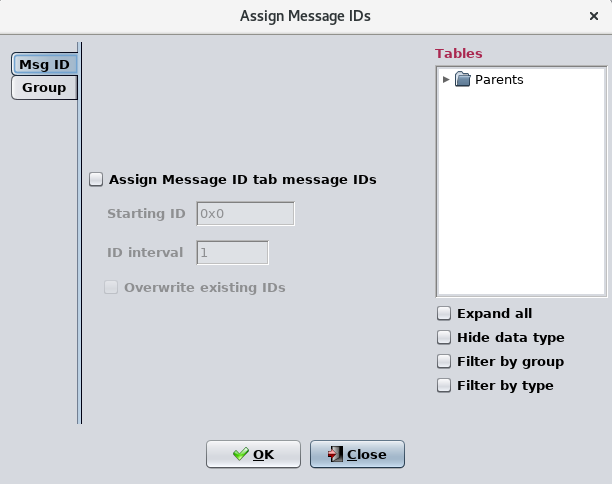 Assign Message IDs
Msg ID
Group
Assign Message ID tab message IDs
Starting ID 0x0
ID interval 1
Overwrite existing IDs
Tables
Parents
Expand all
Hide data type
Filter by group
Filter by type
OK Close